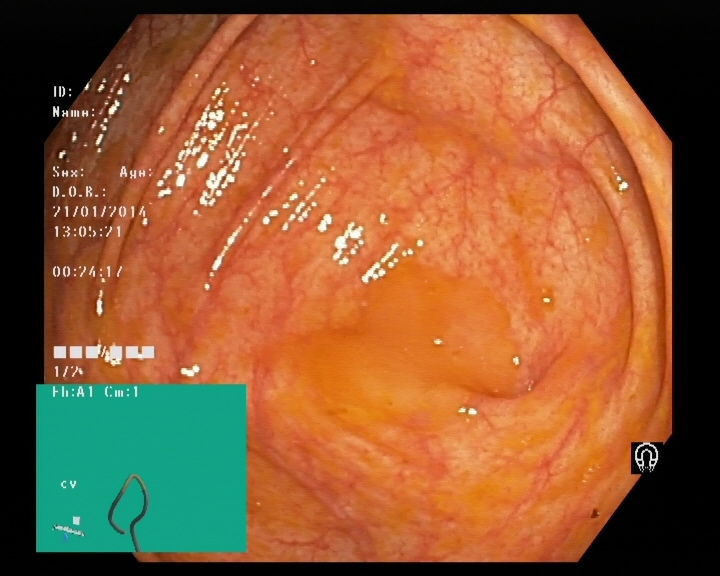 ID:
Name:
Sex: Age:
D.O.B.:
21/01/2014
13:05:21
00:24:17
1/2
Eh:A1 Cm:1
cv